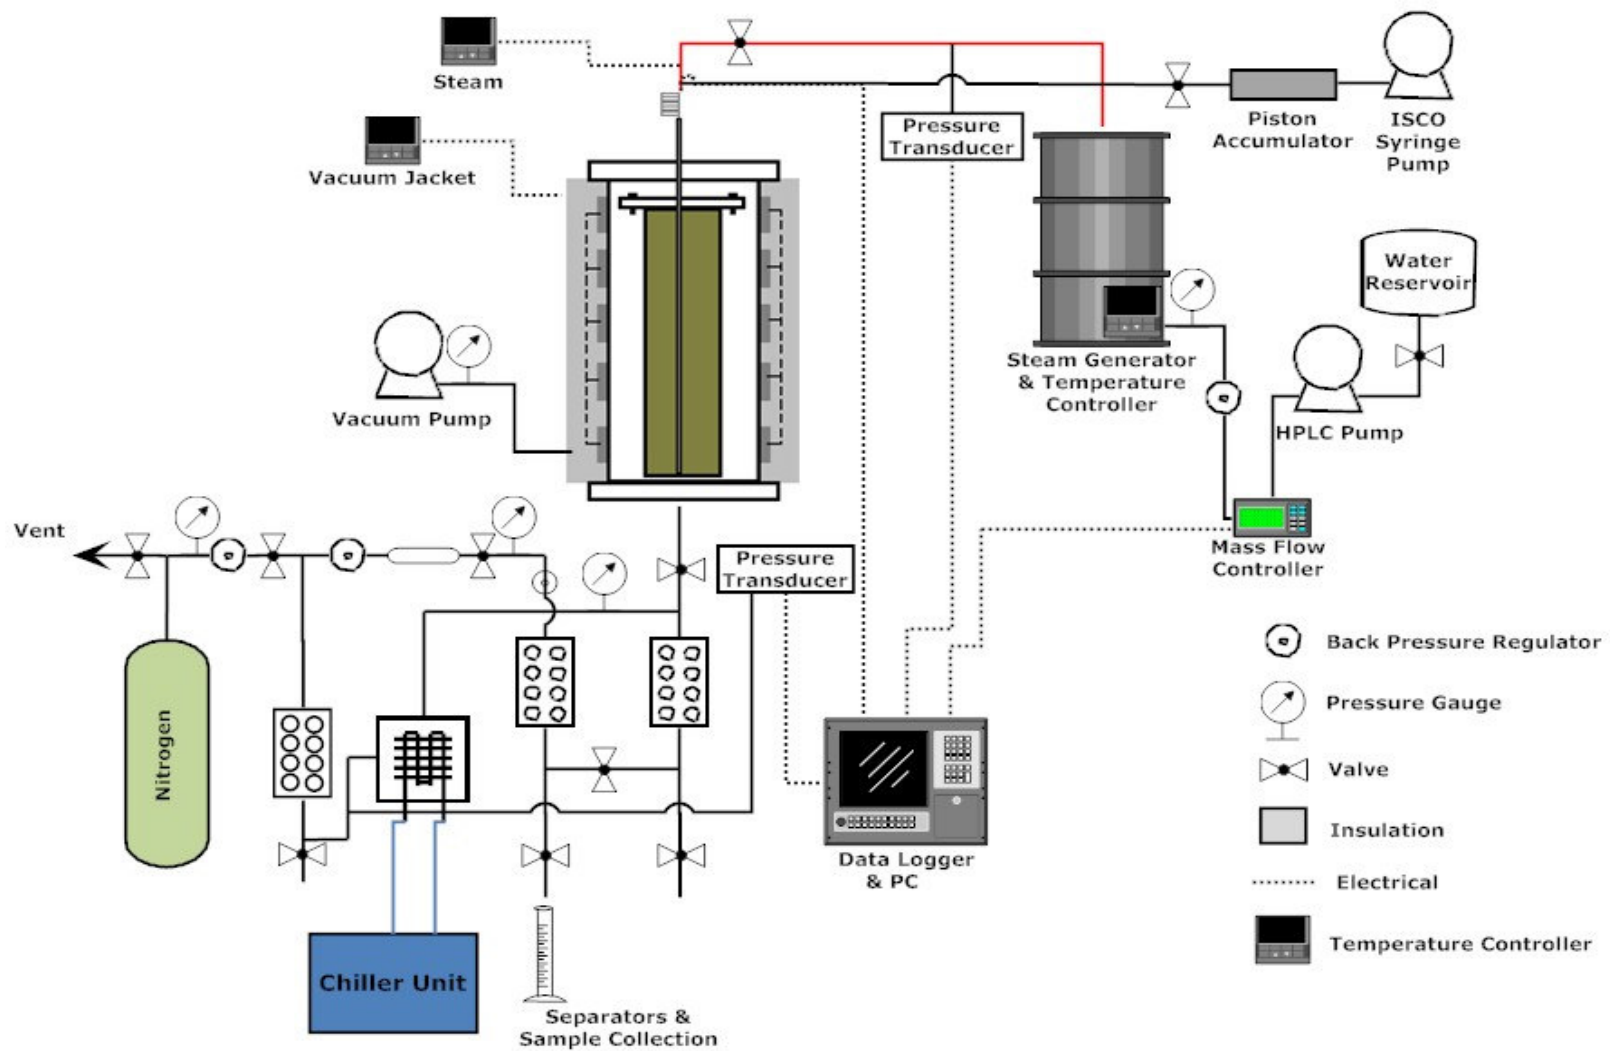 Steam
Vacuum Jacket
Pressure
Transducer
Piston
Accumulator
ISCO
Syringe
Pump
Water
Reservoir
Steam Generator
& Temperature
Controller
HPLC Pump
Vacuum Pump
Mass Flow
Controller
Vent
Pressure
Transducer
Nitrogen
Data Logger
& PC
Chiller Unit
Separators &
Sample Collection
Back Pressure Regulator
Pressure Gauge
Valve
Insulation
Electrical
Temperature Controller